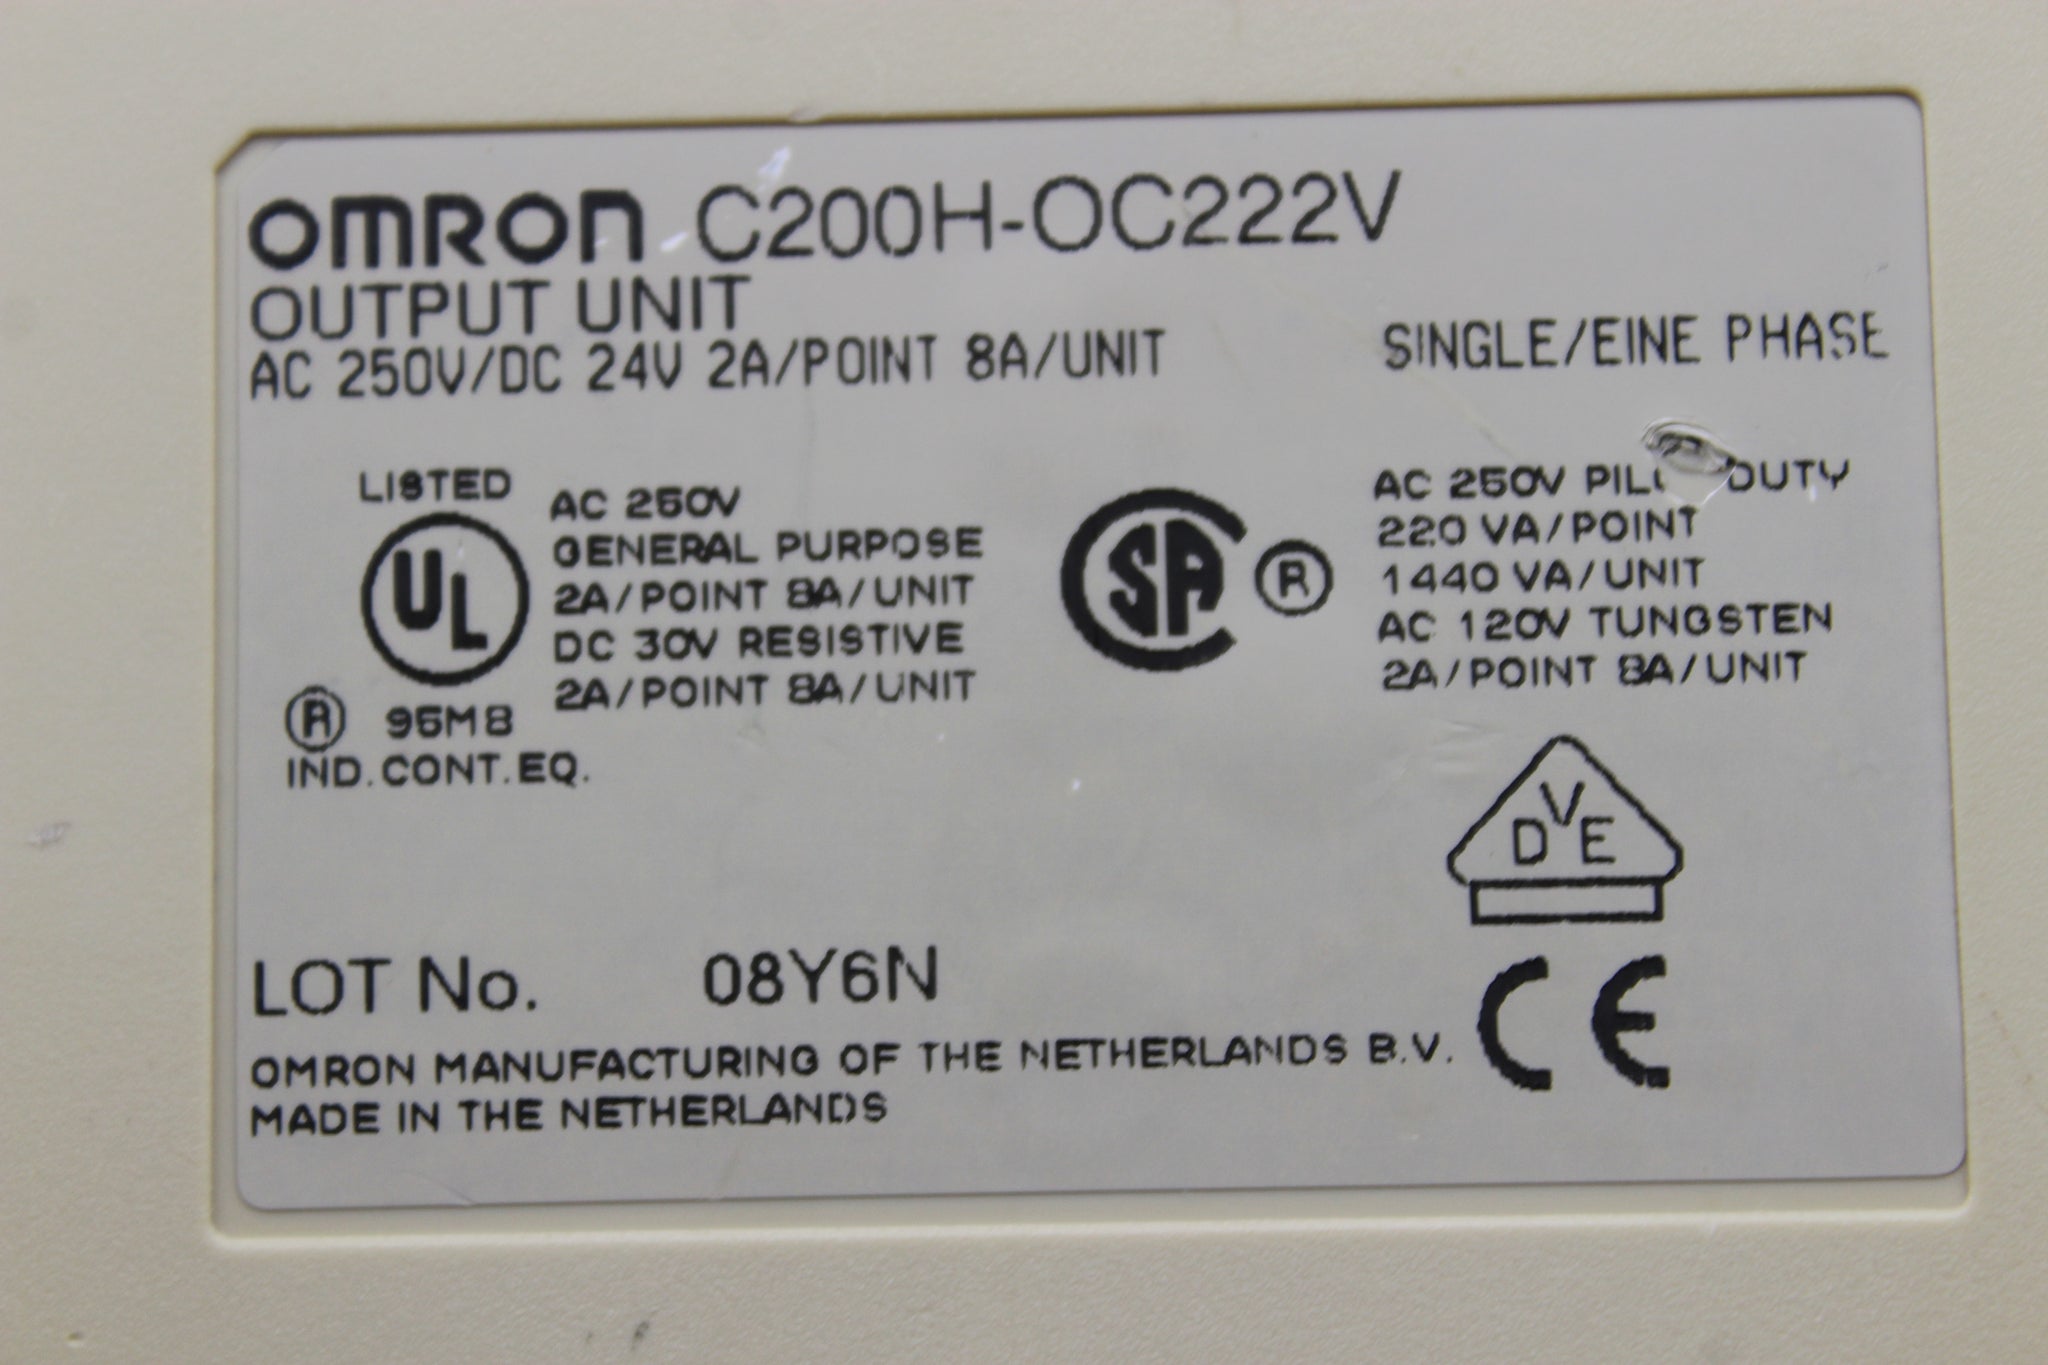 OMRON C200H-OC222V
OUTPUT UNIT
AC 250V/DC 24V 2A/POINT 8A/UNIT
SINGLE/EINE PHASE
LISTED
UL
® 95M8
IND.CONT.EQ.
AC 250V
GENERAL PURPOSE
2A/POINT 8A/UNIT
DC 30V RESISTIVE
2A/POINT 8A/UNIT
SA ®
AC 250V DUTY
220 VA/POINT
1440 VA/UNIT
AC 120V TUNGSTEN
2A/POINT 8A/UNIT
DVE
LOT No. 08Y6N
OMRON MANUFACTURING OF THE NETHERLANDS B.V.
MADE IN THE NETHERLANDS
CE